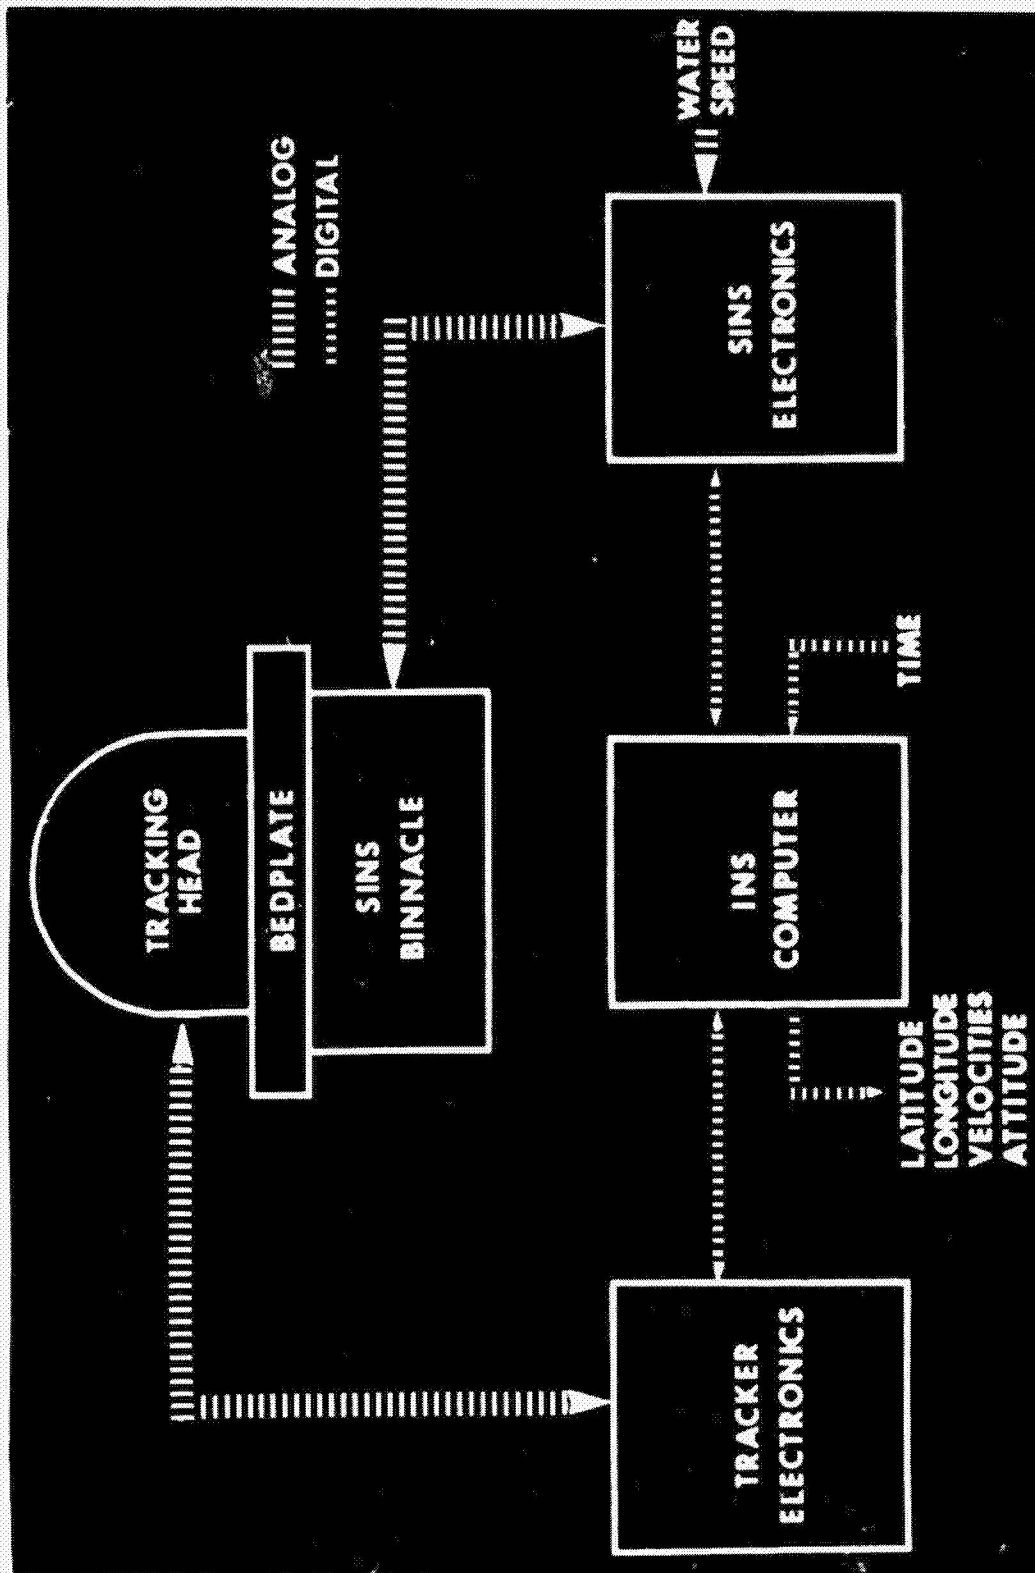 TRACKING
HEAD
BEDPLATE
SINS
BINNACLE
ANALOG
DIGITAL
TRACKER
ELECTRONICS
INS
COMPUTER
SINS
ELECTRONICS
WATER
SPEED
LATITUDE
LONGITUDE
VELOCITIES
ATTITUDE
TIME